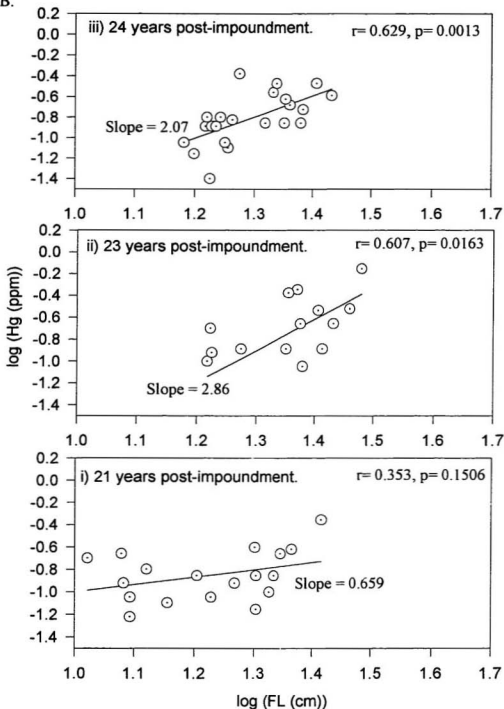 B.
iii) 24 years post-impoundment.
r= 0.629, p= 0.0013
Slope = 2.07
0.2
0.0
-0.2
-0.4
-0.6
-0.8
-1.0
-1.2
-1.4
1.0 1.1 1.2 1.3 1.4 1.5 1.6 1.7
ii) 23 years post-impoundment.
r= 0.607, p= 0.0163
Slope = 2.86
0.2
0.0
-0.2
-0.4
-0.6
-0.8
-1.0
-1.2
-1.4
log (Hg (ppm))
1.0 1.1 1.2 1.3 1.4 1.5 1.6 1.7
i) 21 years post-impoundment.
r= 0.353, p= 0.1506
Slope = 0.659
0.2
0.0
-0.2
-0.4
-0.6
-0.8
-1.0
-1.2
-1.4
1.0 1.1 1.2 1.3 1.4 1.5 1.6 1.7
log (FL (cm))